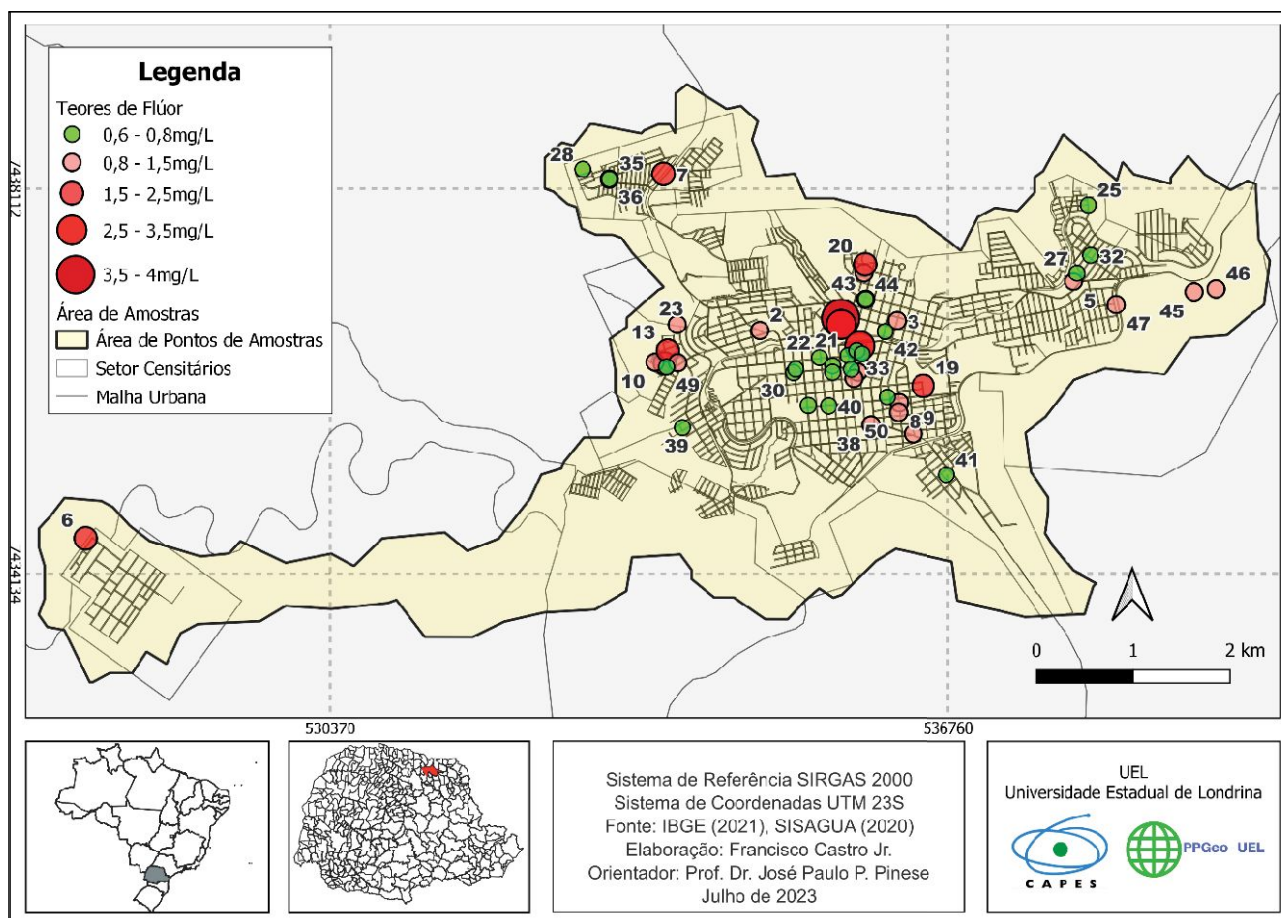 Legenda
Teores de Flúor
0,6 - 0,8mg/L
0,8 - 1,5mg/L
1,5 - 2,5mg/L
2,5 - 3,5mg/L
3,5 - 4mg/L
Área de Amostras
Área de Pontos de Amostras
Setor Censitários
Malha Urbana
7438112
7434134
28
35
7
36
25
20
27
32
43
44
46
45
5
47
23
2
3
13
22
21
42
10
49
30
33
19
40
39
38
50
8
9
41
6
0 1 2 km
530370
536760
Sistema de Referência SIRGAS 2000
Sistema de Coordenadas UTM 23S
Fonte: IBGE (2021), SISAGUA (2020)
Elaboração: Francisco Castro Jr.
Orientador: Prof. Dr. José Paulo P. Pinese
Julho de 2023
UEL
Universidade Estadual de Londrina
CAPES
PPGeo UEL